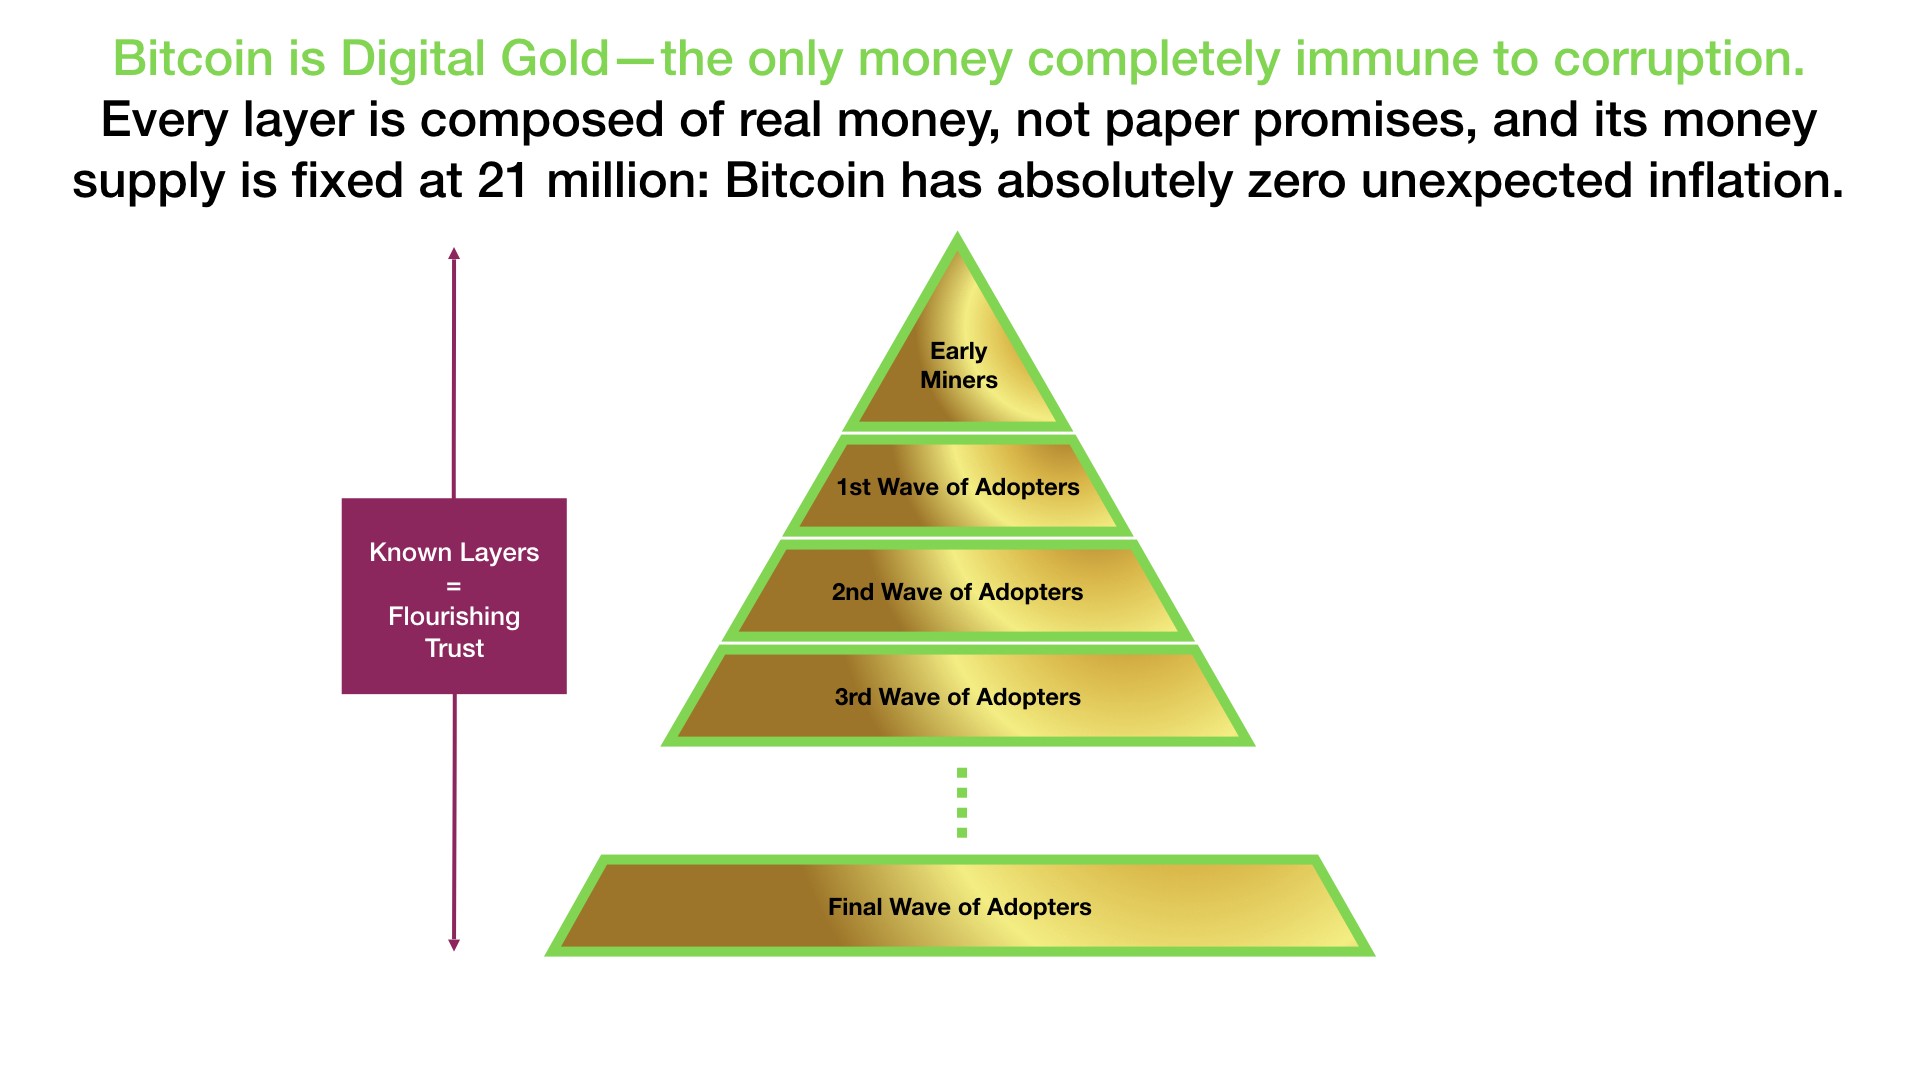 Bitcoin is Digital Gold—the only money completely immune to corruption.
Every layer is composed of real money, not paper promises, and its money
supply is fixed at 21 million: Bitcoin has absolutely zero unexpected inflation.
Early
Miners
1st Wave of Adopters
2nd Wave of Adopters
3rd Wave of Adopters
Final Wave of Adopters
Known Layers
=
Flourishing
Trust